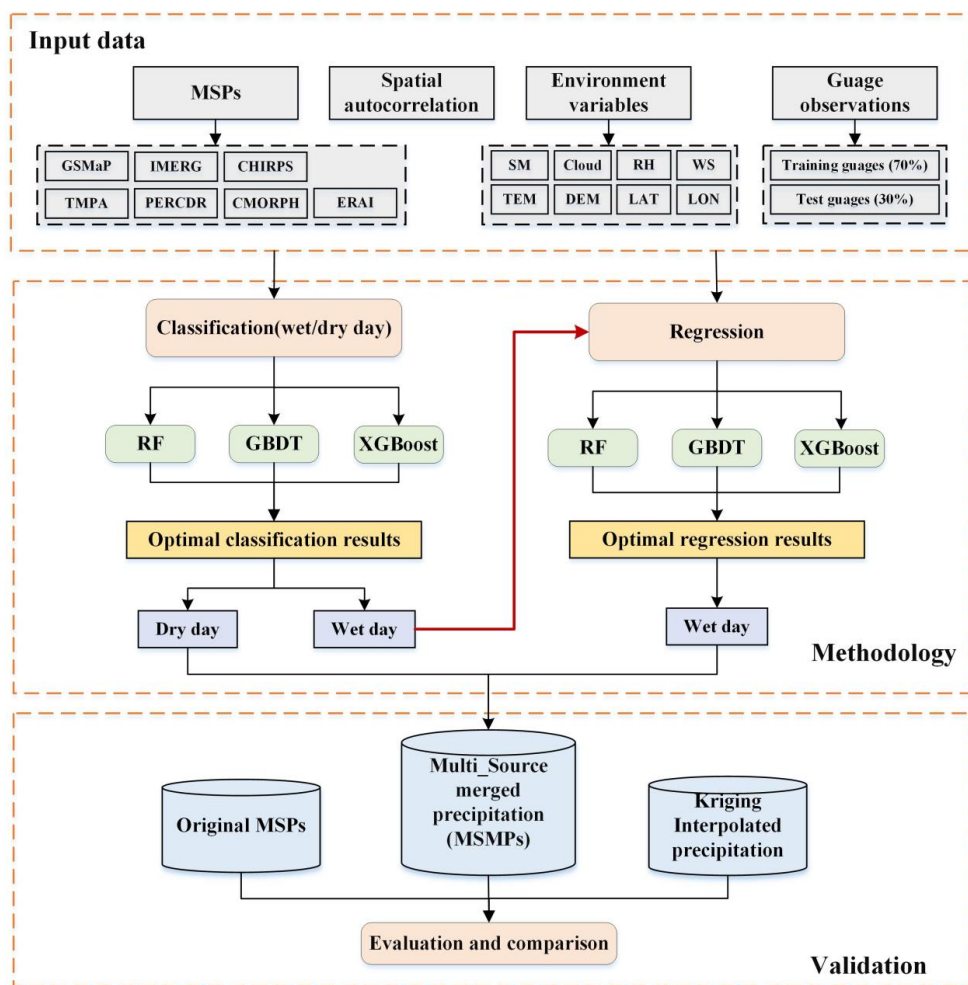 Input data
MSPs
Spatial
autocorrelation
Environment
variables
Guage
observations
GSMaP
IMERG
CHIRPS
TMPA
PERCDR
CMORPH
ERAI
SM
Cloud
RH
WS
TEM
DEM
LAT
LON
Training guages (70%)
Test guages (30%)
Classification(wet/dry day)
Regression
RF
GBDT
XGBoost
RF
GBDT
XGBoost
Optimal classification results
Optimal regression results
Dry day
Wet day
Wet day
Methodology
Original MSPs
Multi_Source
merged
precipitation
(MSMPs)
Kriging
Interpolated
precipitation
Evaluation and comparison
Validation